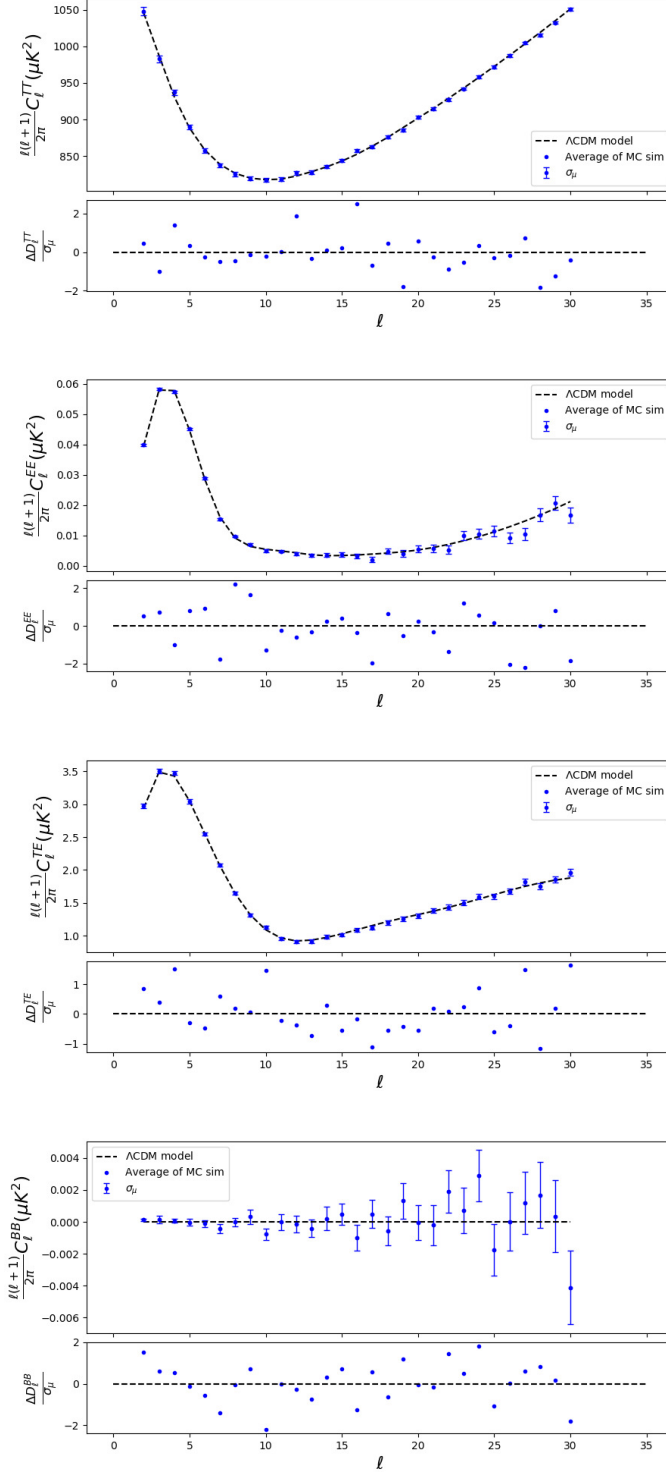 1050
1000
950
900
850
ℓ(ℓ+1)/2π C_ℓ^TT (μK²)
ΛCDM model
Average of MC sim
σ_μ
2
0
−2
ΔD_ℓ^TT/σ_μ
0 5 10 15 20 25 30 35
ℓ
0.06
0.05
0.04
0.03
0.02
0.01
0.00
ℓ(ℓ+1)/2π C_ℓ^EE (μK²)
ΛCDM model
Average of MC sim
σ_μ
2
0
−2
ΔD_ℓ^EE/σ_μ
0 5 10 15 20 25 30 35
ℓ
3.5
3.0
2.5
2.0
1.5
1.0
ℓ(ℓ+1)/2π C_ℓ^TE (μK²)
ΛCDM model
Average of MC sim
σ_μ
1
0
−1
ΔD_ℓ^TE/σ_μ
0 5 10 15 20 25 30 35
ℓ
0.004
0.002
0.000
−0.002
−0.004
−0.006
ℓ(ℓ+1)/2π C_ℓ^BB (μK²)
ΛCDM model
Average of MC sim
σ_μ
2
0
−2
ΔD_ℓ^BB/σ_μ
0 5 10 15 20 25 30 35
ℓ